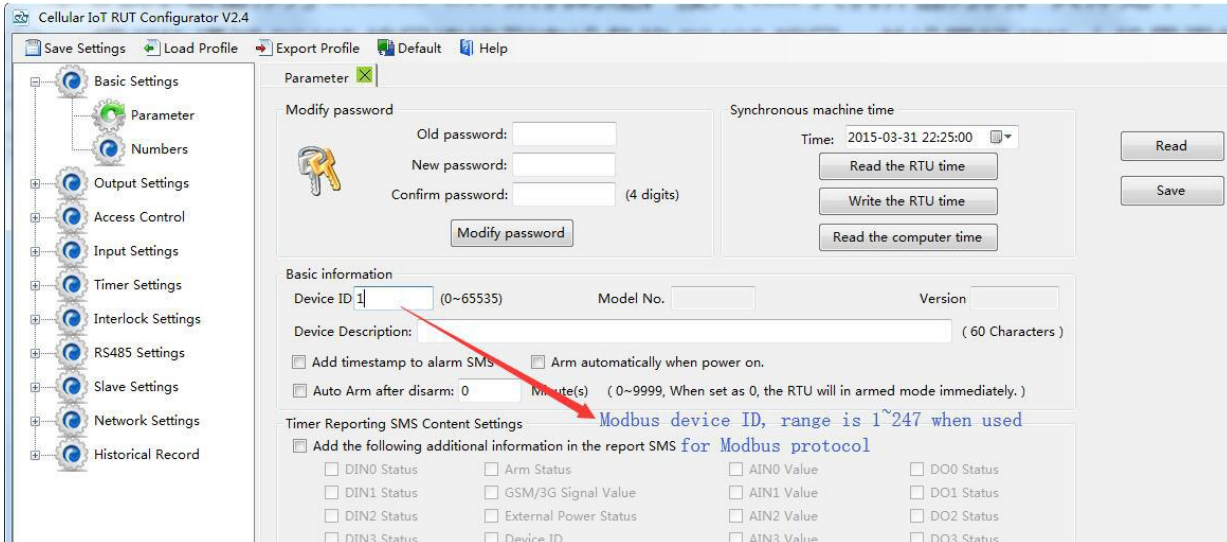 Cellular IoT RUT Configurator V2.4
Save Settings Load Profile Export Profile Default Help
Basic Settings
Parameter
Numbers
Output Settings
Access Control
Input Settings
Timer Settings
Interlock Settings
RS485 Settings
Slave Settings
Network Settings
Historical Record
Parameter
Modify password
Old password:
New password:
Confirm password: (4 digits)
Modify password
Synchronous machine time
Time: 2015-03-31 22:25:00
Read the RTU time
Write the RTU time
Read the computer time
Read
Save
Basic information
Device ID 1 (0~65535) Model No. Version
Device Description: ( 60 Characters )
Add timestamp to alarm SMS Arm automatically when power on.
Auto Arm after disarm: 0 Minute(s) ( 0~9999, When set as 0, the RTU will in armed mode immediately. )
Modbus device ID, range is 1~247 when used
for Modbus protocol
Timer Reporting SMS Content Settings
Add the following additional information in the report SMS
DIN0 Status Arm Status AIN0 Value DO0 Status
DIN1 Status GSM/3G Signal Value AIN1 Value DO1 Status
DIN2 Status External Power Status AIN2 Value DO2 Status
DIN3 Status Device ID AIN3 Value DO3 Status